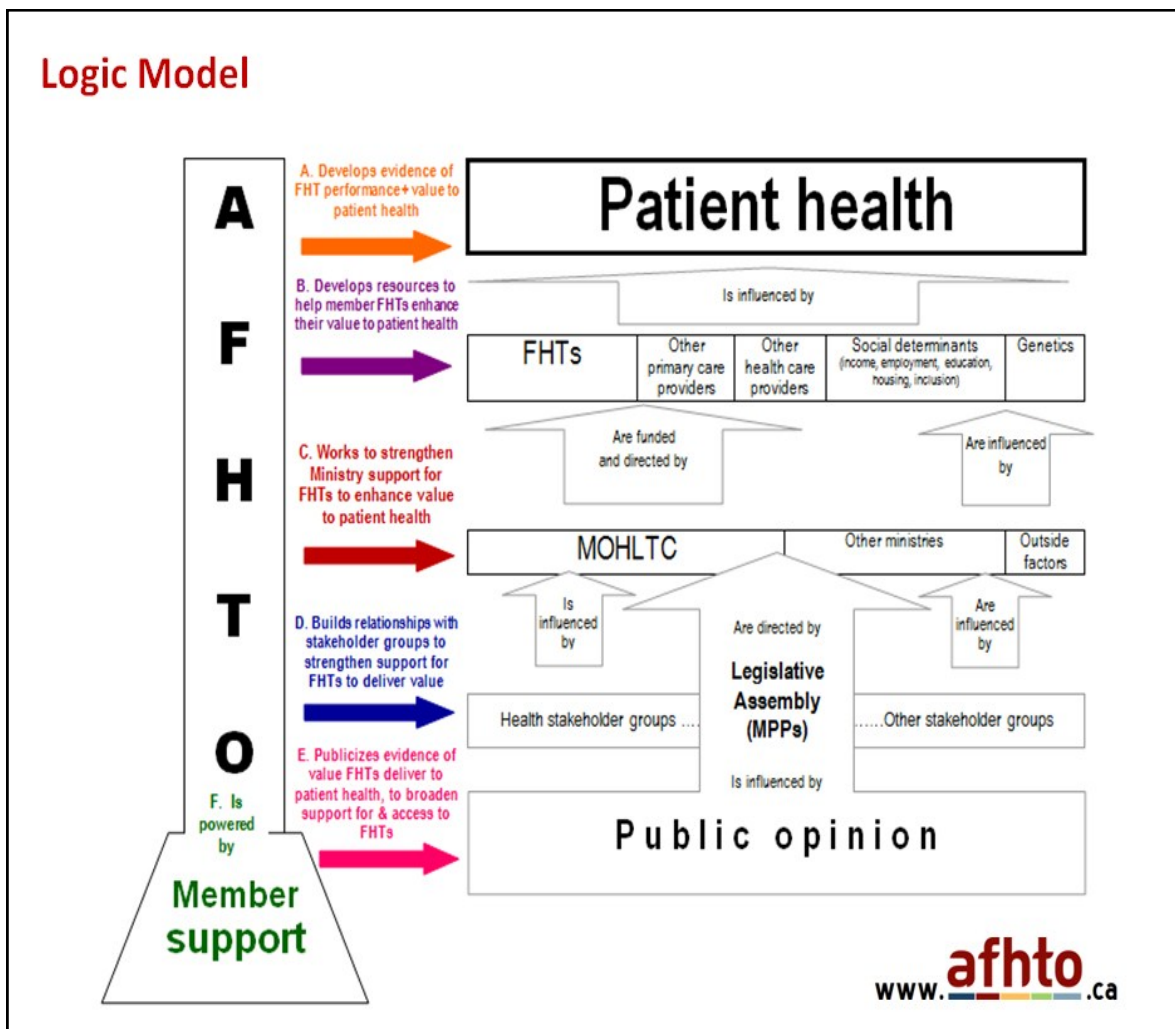 Logic Model
A
F
H
T
O
F. Is
powered
by
Member
support
A. Develops evidence of
FHT performance+ value to
patient health
B. Develops resources to
help member FHTs enhance
their value to patient health
C. Works to strengthen
Ministry support for
FHTs to enhance value
to patient health
D. Builds relationships with
stakeholder groups to
strengthen support for
FHTs to deliver value
E. Publicizes evidence of
value FHTs deliver to
patient health, to broaden
support for & access to
FHTs
Patient health
Is influenced by
FHTs
Other
primary care
providers
Other
health care
providers
Social determinants
(income, employment, education,
housing, inclusion)
Genetics
Are funded
and directed by
Are influenced
by
MOHLTC
Other ministries
Outside
factors
Is
influenced
by
Are directed by
Are
influenced
by
Legislative
Assembly
(MPPs)
Health stakeholder groups ....
......Other stakeholder groups
Is influenced by
Public opinion
www.afhto.ca